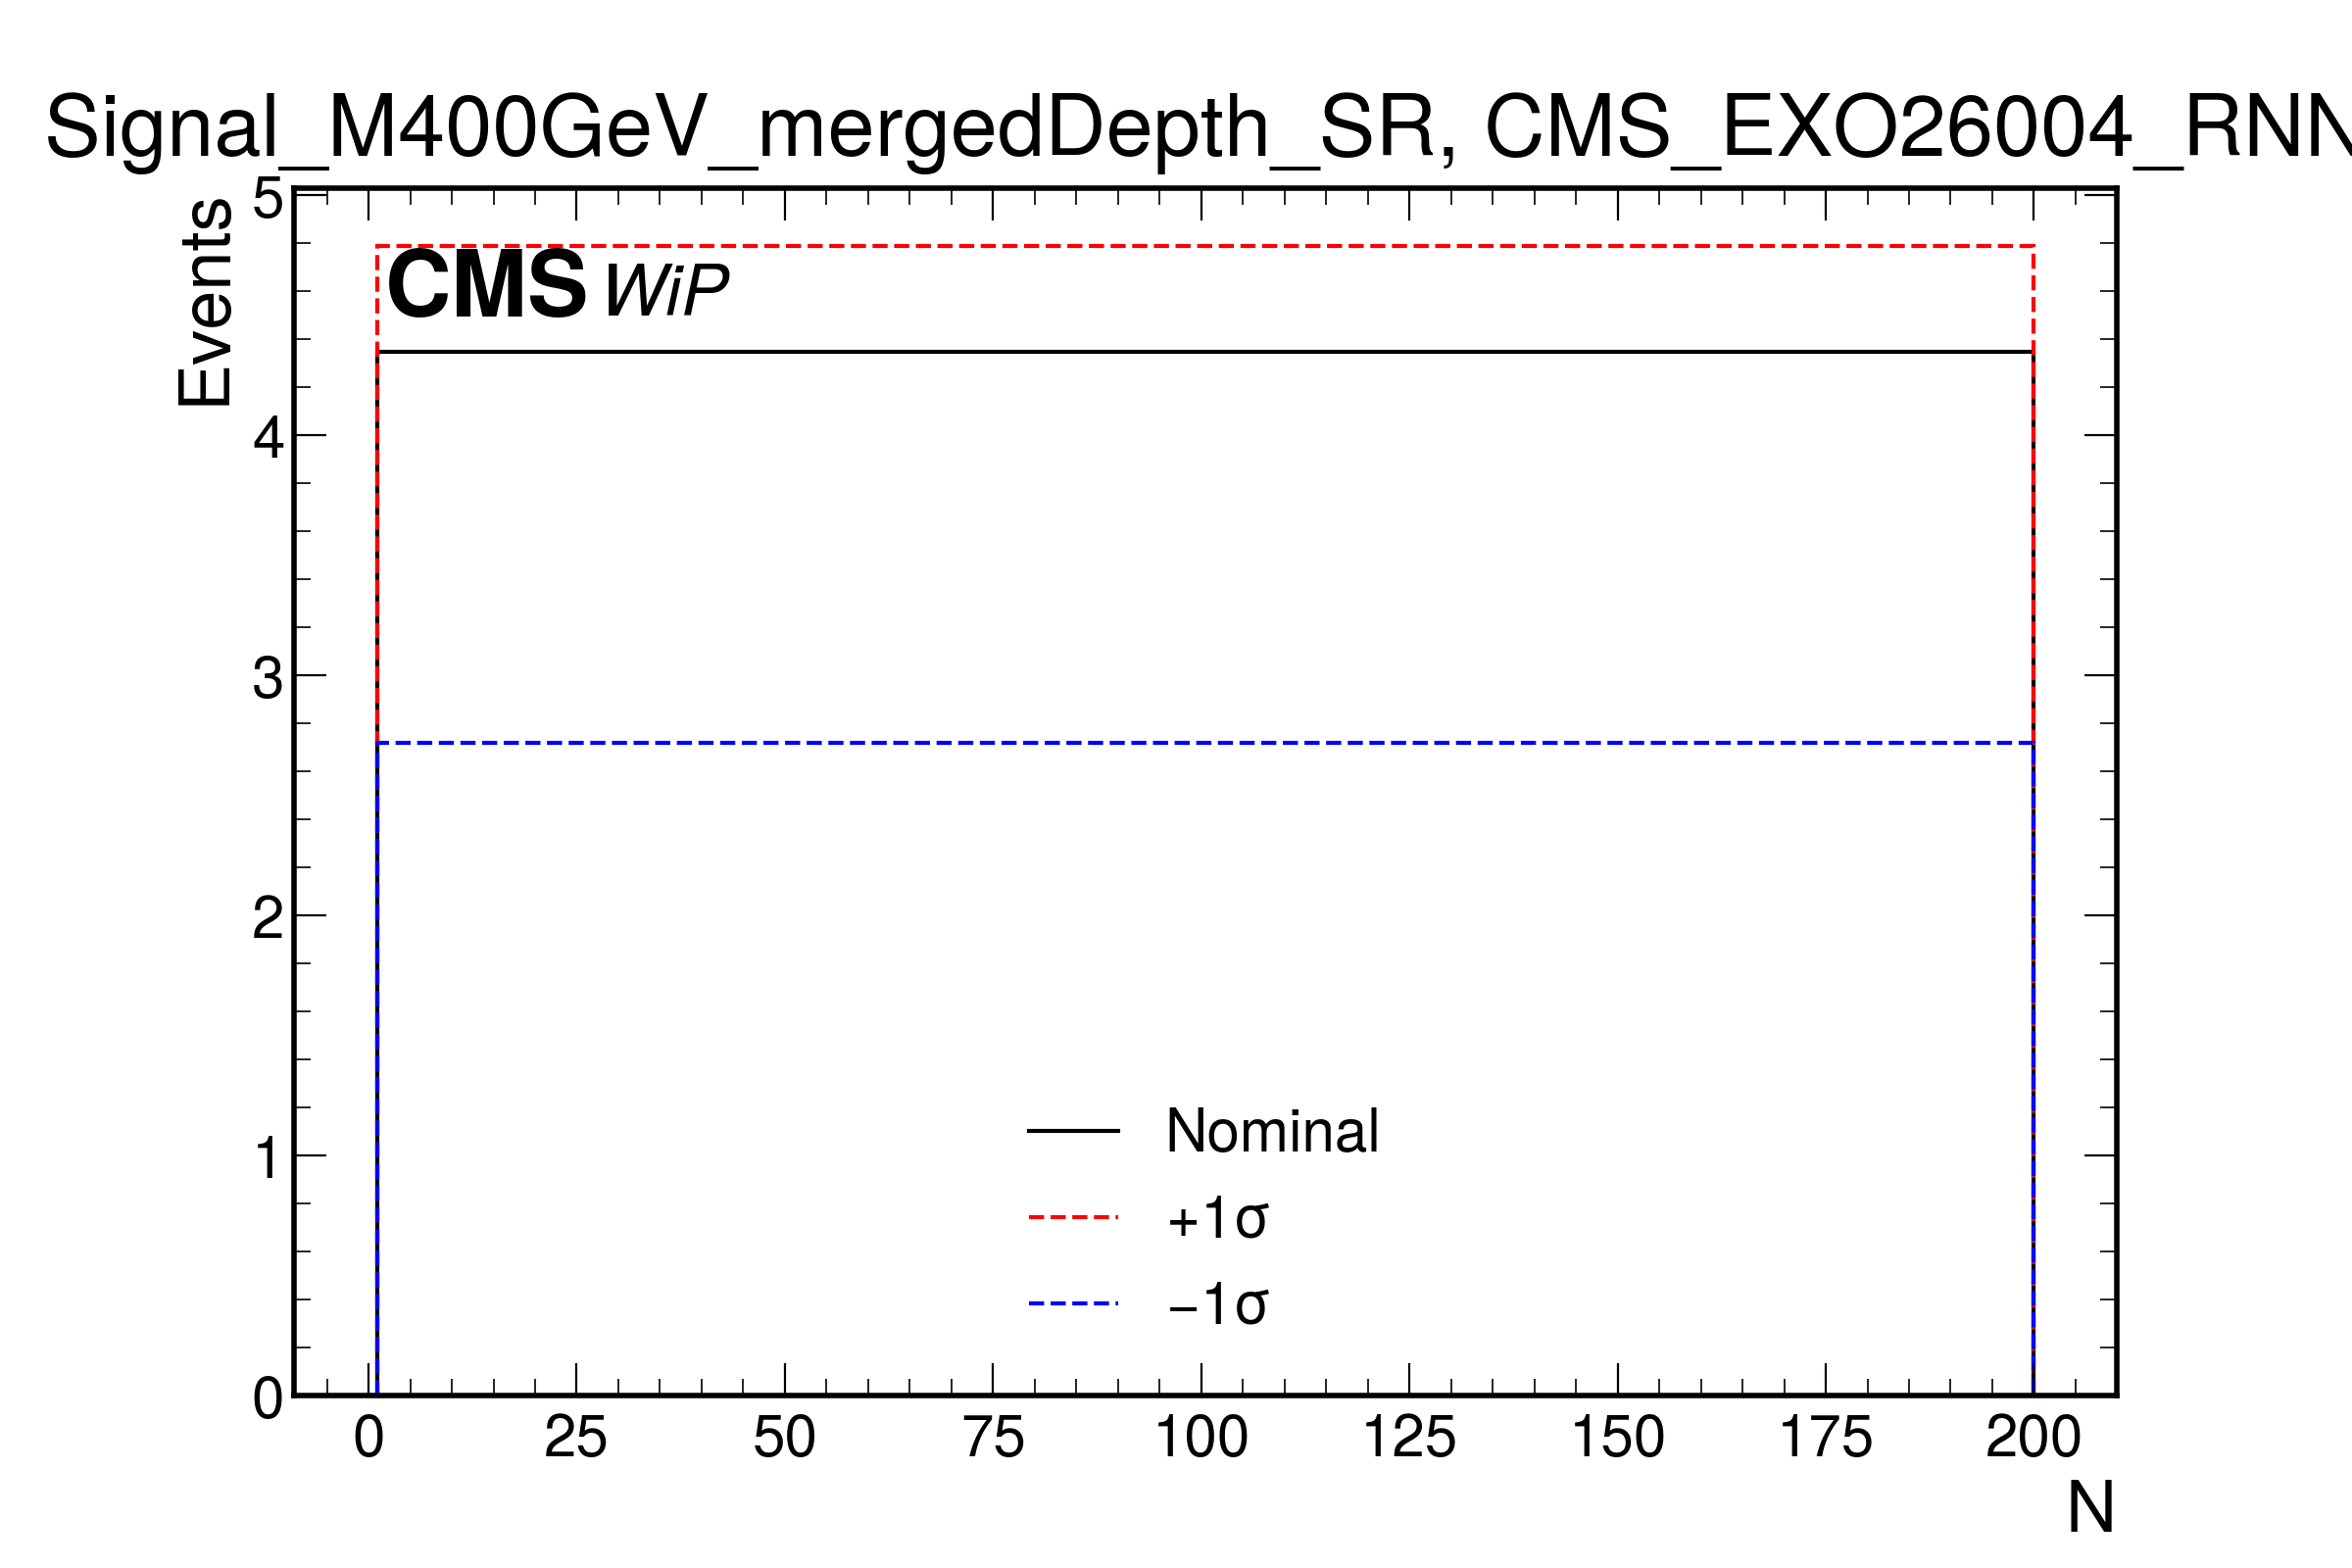 Signal_M400GeV_mergedDepth_SR, CMS_EXO26004_RNN
Events
CMS WiP
5
4
3
2
1
0
Nominal
+1σ
−1σ
0 25 50 75 100 125 150 175 200
N